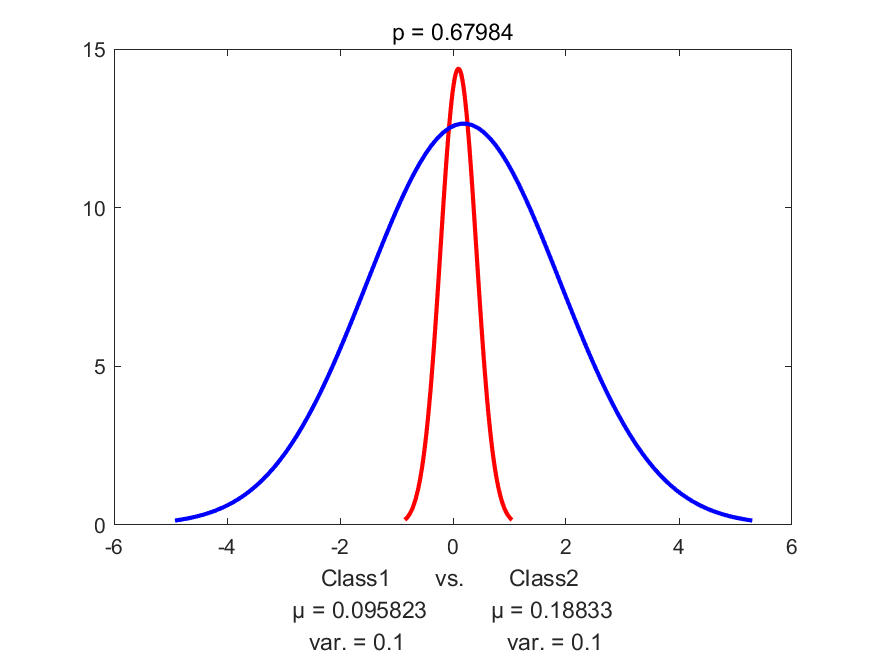 p = 0.67984
15
10
5
0
-6 -4 -2 0 2 4 6
Class1 vs. Class2
μ = 0.095823 μ = 0.18833
var. = 0.1 var. = 0.1